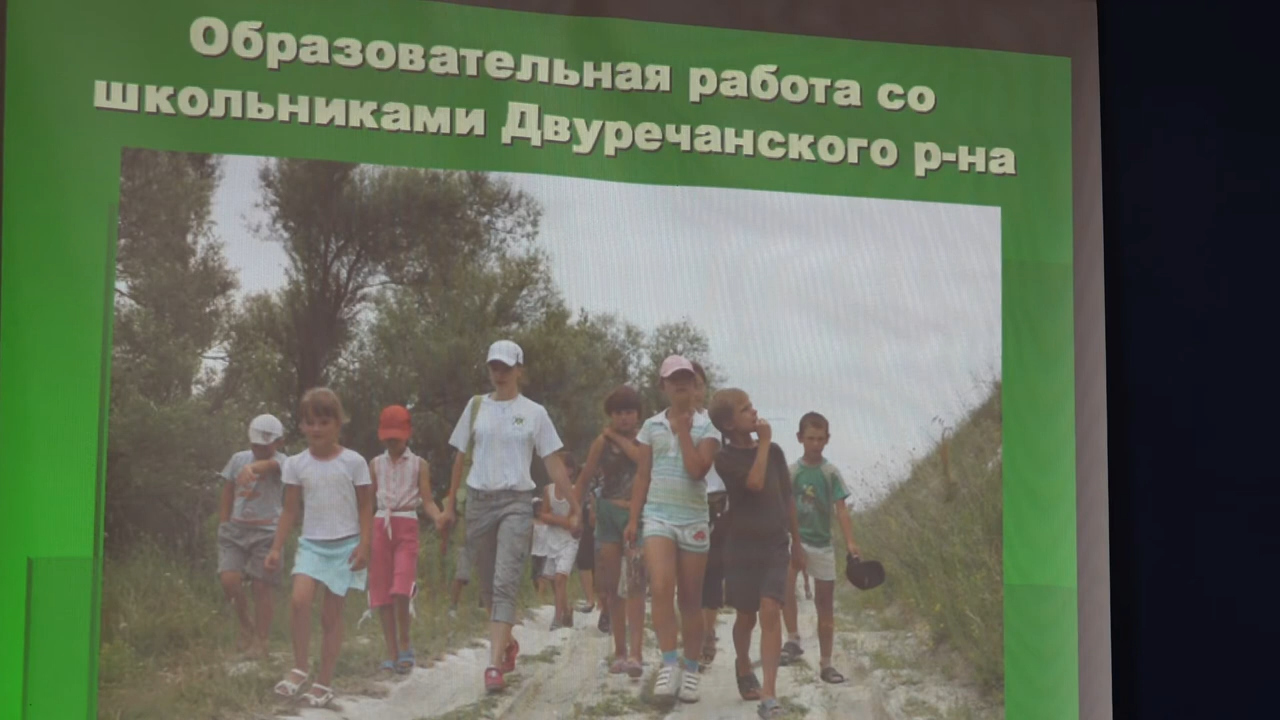 Образовательная работа со
школьниками Двуречанского р-на